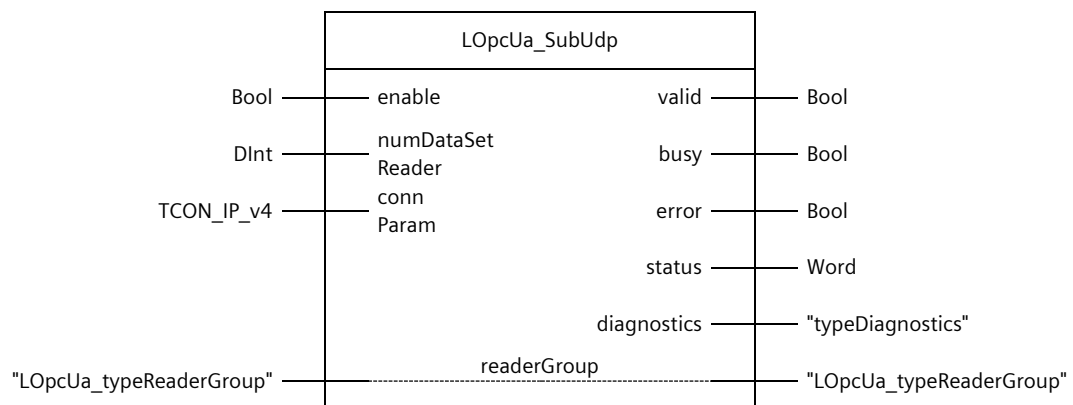 LOpcUa_SubUdp
Bool enable valid Bool
DInt numDataSet
Reader busy Bool
TCON_IP_v4 conn
Param error Bool
status Word
diagnostics "typeDiagnostics"
"LOpcUa_typeReaderGroup" readerGroup "LOpcUa_typeReaderGroup"